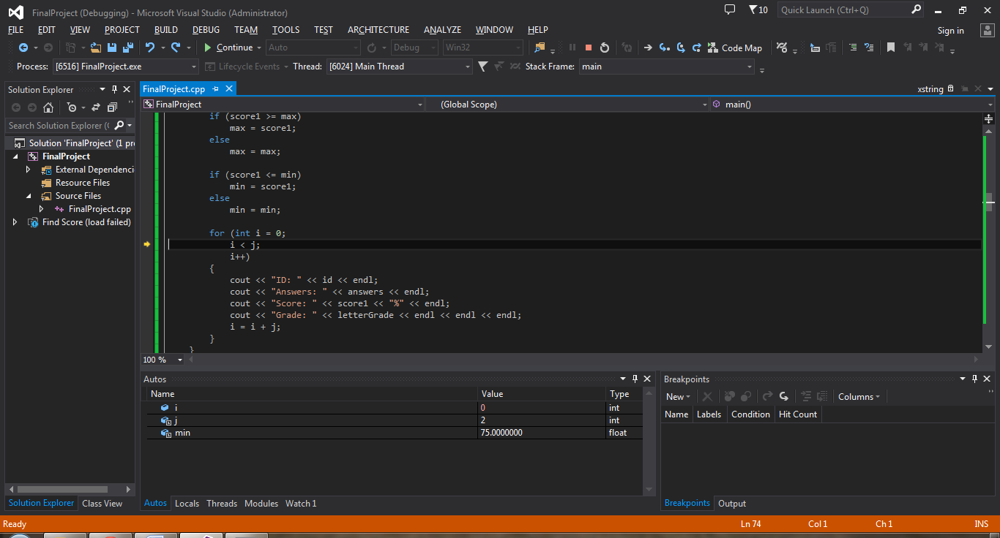 FinalProject (Debugging) - Microsoft Visual Studio (Administrator)
10
Quick Launch (Ctrl+Q)
FILE EDIT VIEW PROJECT BUILD DEBUG TEAM TOOLS TEST ARCHITECTURE ANALYZE WINDOW HELP
Sign in
Continue Auto Debug Win32 Code Map
Process: [6516] FinalProject.exe Lifecycle Events Thread: [6024] Main Thread Stack Frame: main
Solution Explorer
Search Solution Explorer (
Solution 'FinalProject' (1 pr
FinalProject
External Dependenci
Resource Files
Source Files
FinalProject.cpp
Find Score (load failed)
Solution Explorer Class View
FinalProject.cpp
xstring
FinalProject (Global Scope) main()
if (score1 >= max)
max = score1;
else
max = max;
if (score1 <= min)
min = score1;
else
min = min;
for (int i = 0;
i < j;
i++)
{
cout << "ID: " << id << endl;
cout << "Answers: " << answers << endl;
cout << "Score: " << score1 << "%" << endl;
cout << "Grade: " << letterGrade << endl << endl << endl;
i = i + j;
}
}
100 %
Autos
Name Value Type
i 0 int
j 2 int
min 75.0000000 float
Autos Locals Threads Modules Watch 1
Breakpoints
New Columns
Name Labels Condition Hit Count
Breakpoints Output
Ready Ln 74 Col 1 Ch 1 INS